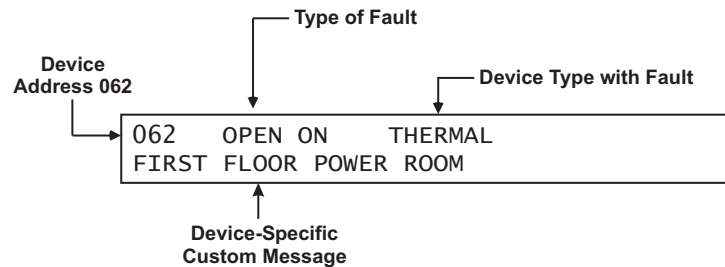 Type of Fault
Device
Address 062
Device Type with Fault
062 OPEN ON THERMAL
FIRST FLOOR POWER ROOM
Device-Specific
Custom Message